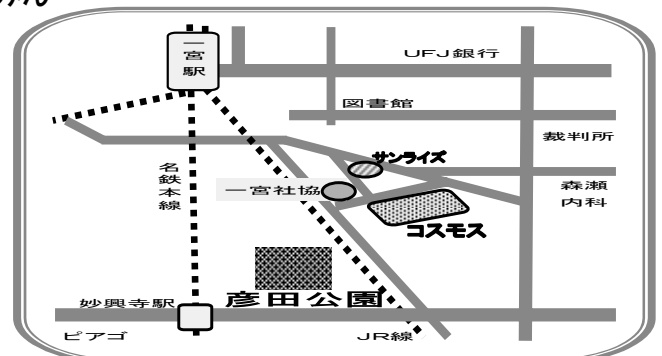 一宮駅
UFJ銀行
図書館
裁判所
サンライズ
名鉄本線
一宮社協
森瀬
内科
コスモス
彦田公園
妙興寺駅
ピアゴ
JR線